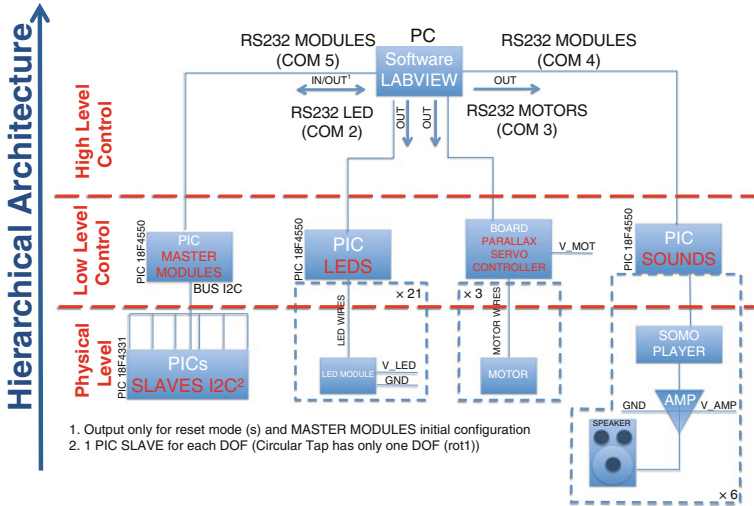 Hierarchical Architecture
High Level
Control
Low Level
Control
Physical
Level
PC
Software
LABVIEW
RS232 MODULES
(COM 5)
IN/OUT¹
RS232 LED
(COM 2)
OUT
OUT
OUT
RS232 MODULES
(COM 4)
RS232 MOTORS
(COM 3)
PIC 18F4550
PIC
MASTER
MODULES
BUS I2C
PIC 18F4550
PIC
LEDS
BOARD
PARALLAX
SERVO
CONTROLLER
V_MOT
PIC 18F4550
PIC
SOUNDS
PIC 18F4331
PICs
SLAVES I2C²
× 21
LED WIRES
LED MODULE
V_LED
GND
× 3
MOTOR WIRES
MOTOR
SOMO
PLAYER
AMP
GND
V_AMP
SPEAKER
× 6
1. Output only for reset mode (s) and MASTER MODULES initial configuration
2. 1 PIC SLAVE for each DOF (Circular Tap has only one DOF (rot1))